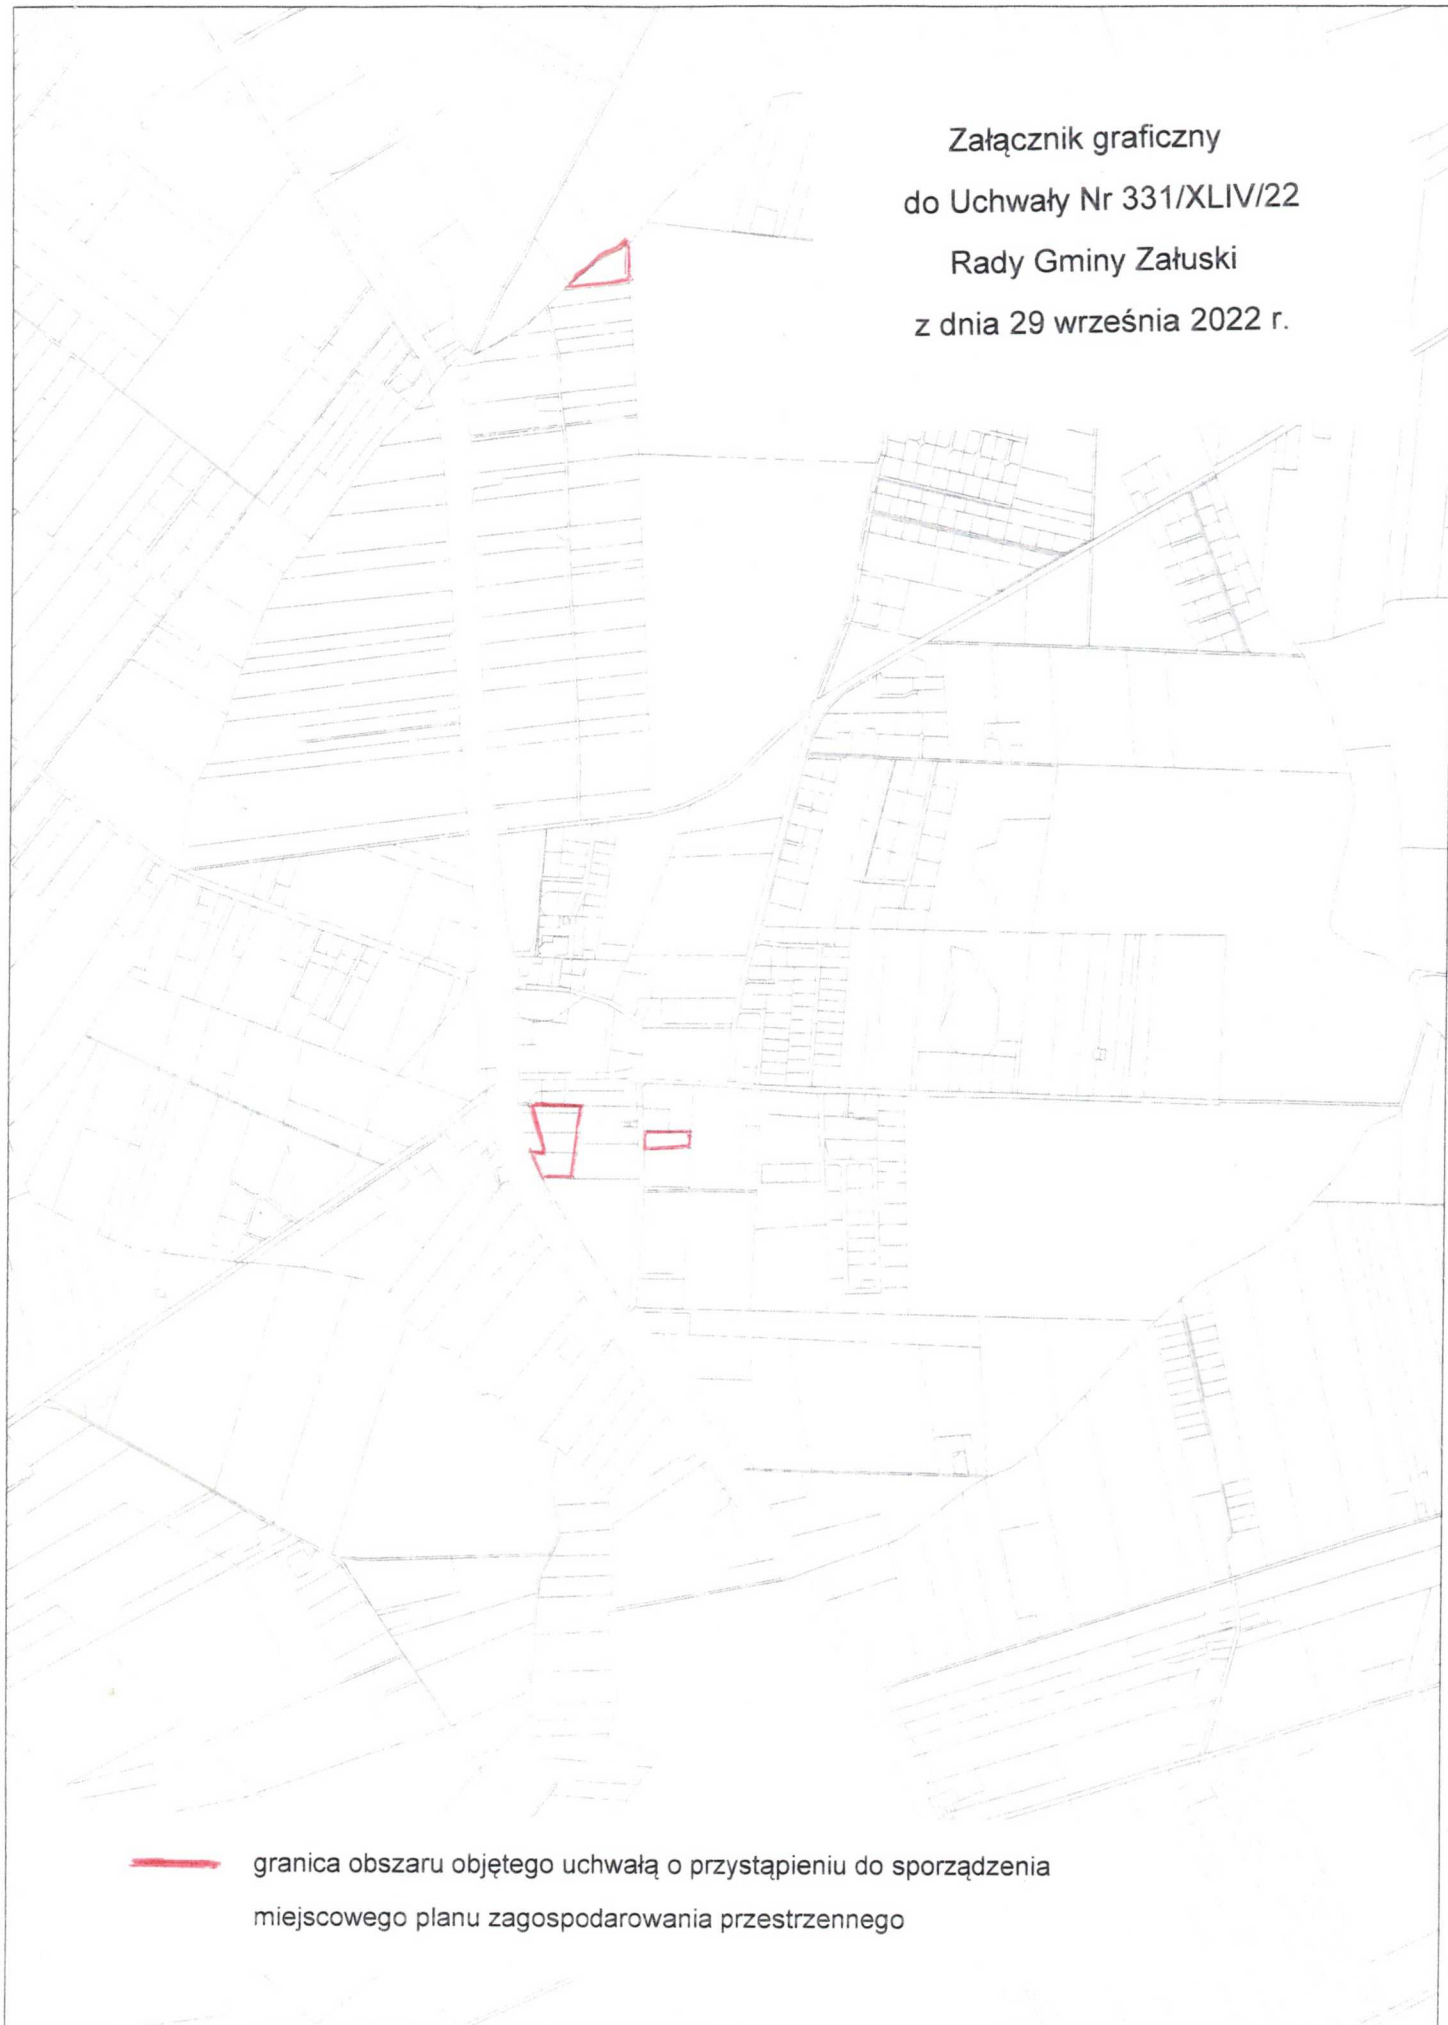 Załącznik graficzny
do Uchwały Nr 331/XLIV/22
Rady Gminy Załuski
z dnia 29 września 2022 r.
granica obszaru objętego uchwałą o przystąpieniu do sporządzenia
miejscowego planu zagospodarowania przestrzennego